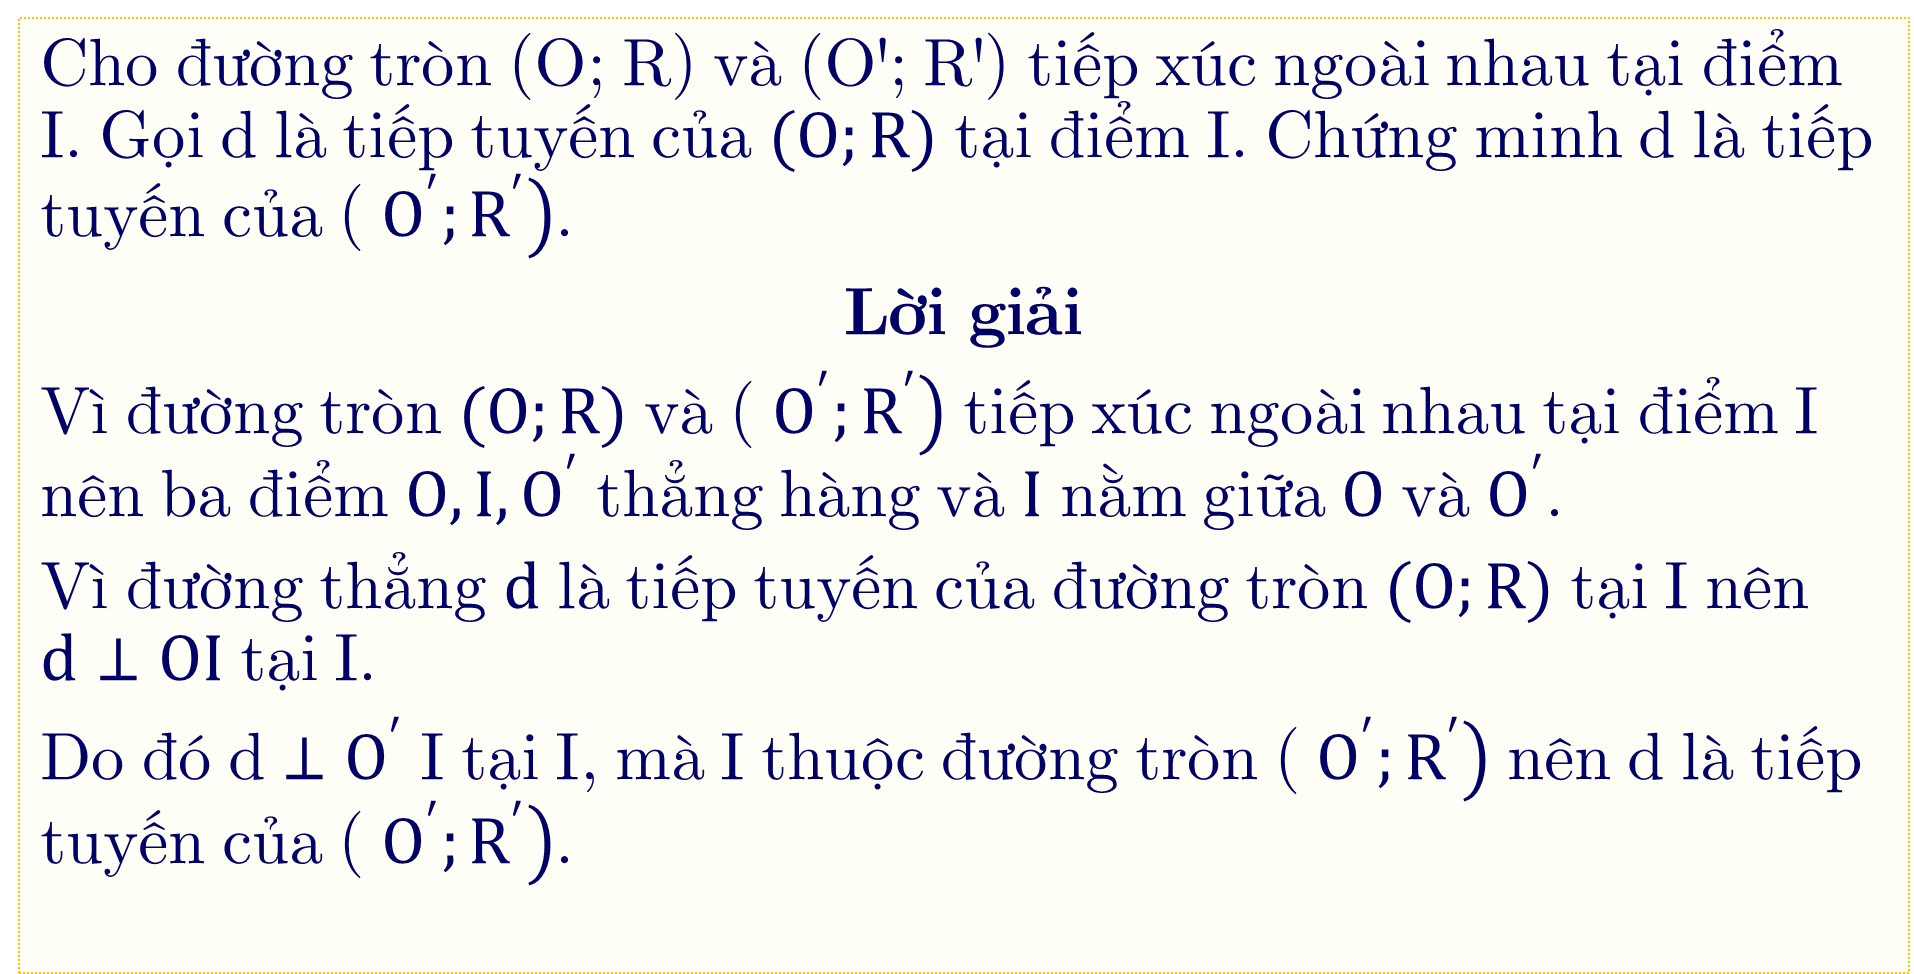 Cho đường tròn (O; R) và (O'; R') tiếp xúc ngoài nhau tại điểm
I. Gọi d là tiếp tuyến của (O; R) tại điểm I. Chứng minh d là tiếp
tuyến của ( O′; R′).
Lời giải
Vì đường tròn (O; R) và ( O′; R′) tiếp xúc ngoài nhau tại điểm I
nên ba điểm O, I, O′ thẳng hàng và I nằm giữa O và O′.
Vì đường thẳng d là tiếp tuyến của đường tròn (O; R) tại I nên
d ⊥ OI tại I.
Do đó d ⊥ O′ I tại I, mà I thuộc đường tròn ( O′; R′) nên d là tiếp
tuyến của ( O′; R′).